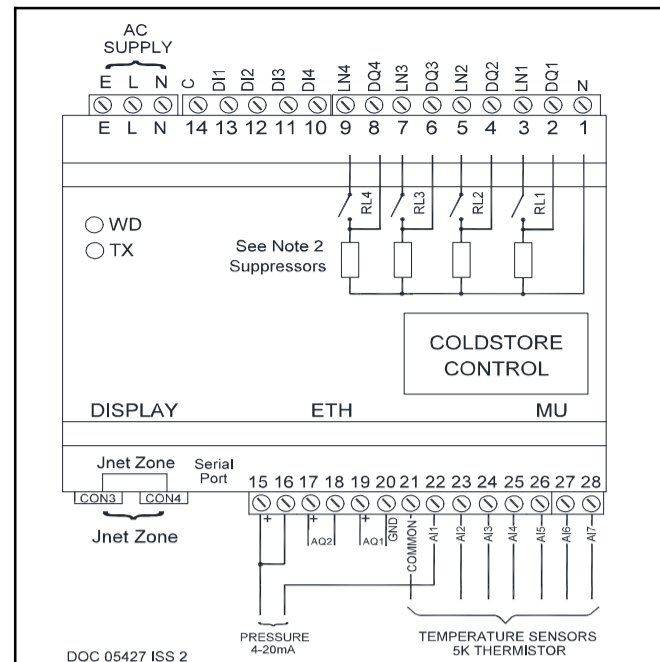 AC
SUPPLY
E L N C DI1 DI2 DI3 DI4 LN4 DQ4 LN3 DQ3 LN2 DQ2 LN1 DQ1 N
E L N 14 13 12 11 10 9 8 7 6 5 4 3 2 1
RL4 RL3 RL2 RL1
WD
TX
See Note 2
Suppressors
COLDSTORE
CONTROL
DISPLAY ETH MU
Jnet Zone
Serial
Port
CON3 CON4
Jnet Zone
15 16 17 18 19 20 21 22 23 24 25 26 27 28
+ + + GND COMMON AI1 AI2 AI3 AI4 AI5 AI6 AI7
AQ2 AQ1
PRESSURE
4-20mA
TEMPERATURE SENSORS
5K THERMISTOR
DOC 05427 ISS 2